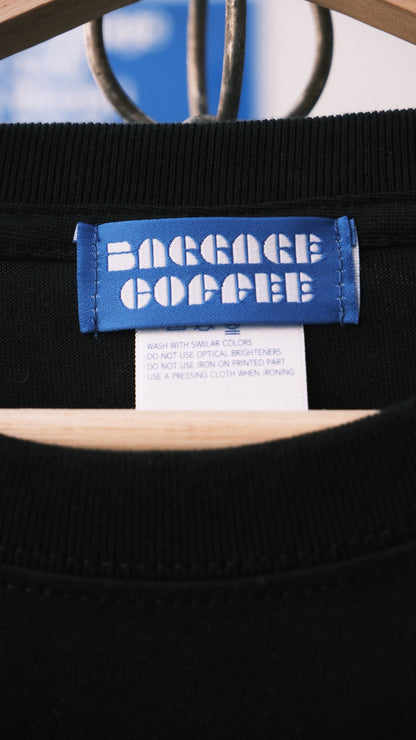 BAGGAGE
COFFEE
· WASH WITH SIMILAR COLORS
· DO NOT USE OPTICAL BRIGHTENERS
· DO NOT USE IRON ON PRINTED PART
· USE A PRESSING CLOTH WHEN IRONING